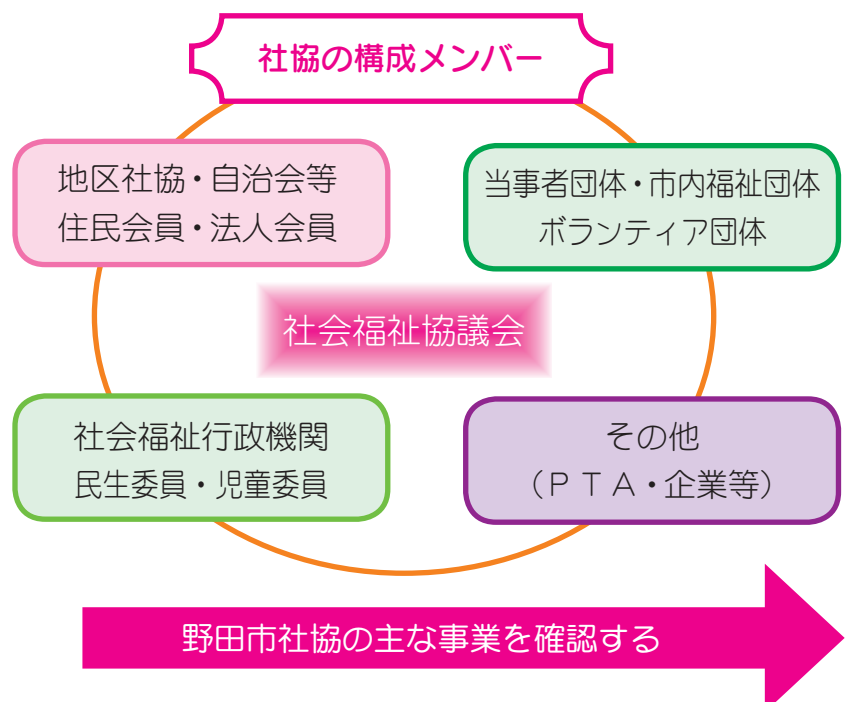 社協の構成メンバー
地区社協・自治会等
住民会員・法人会員
当事者団体・市内福祉団体
ボランティア団体
社会福祉協議会
社会福祉行政機関
民生委員・児童委員
その他
（ＰＴＡ・企業等）
野田市社協の主な事業を確認する